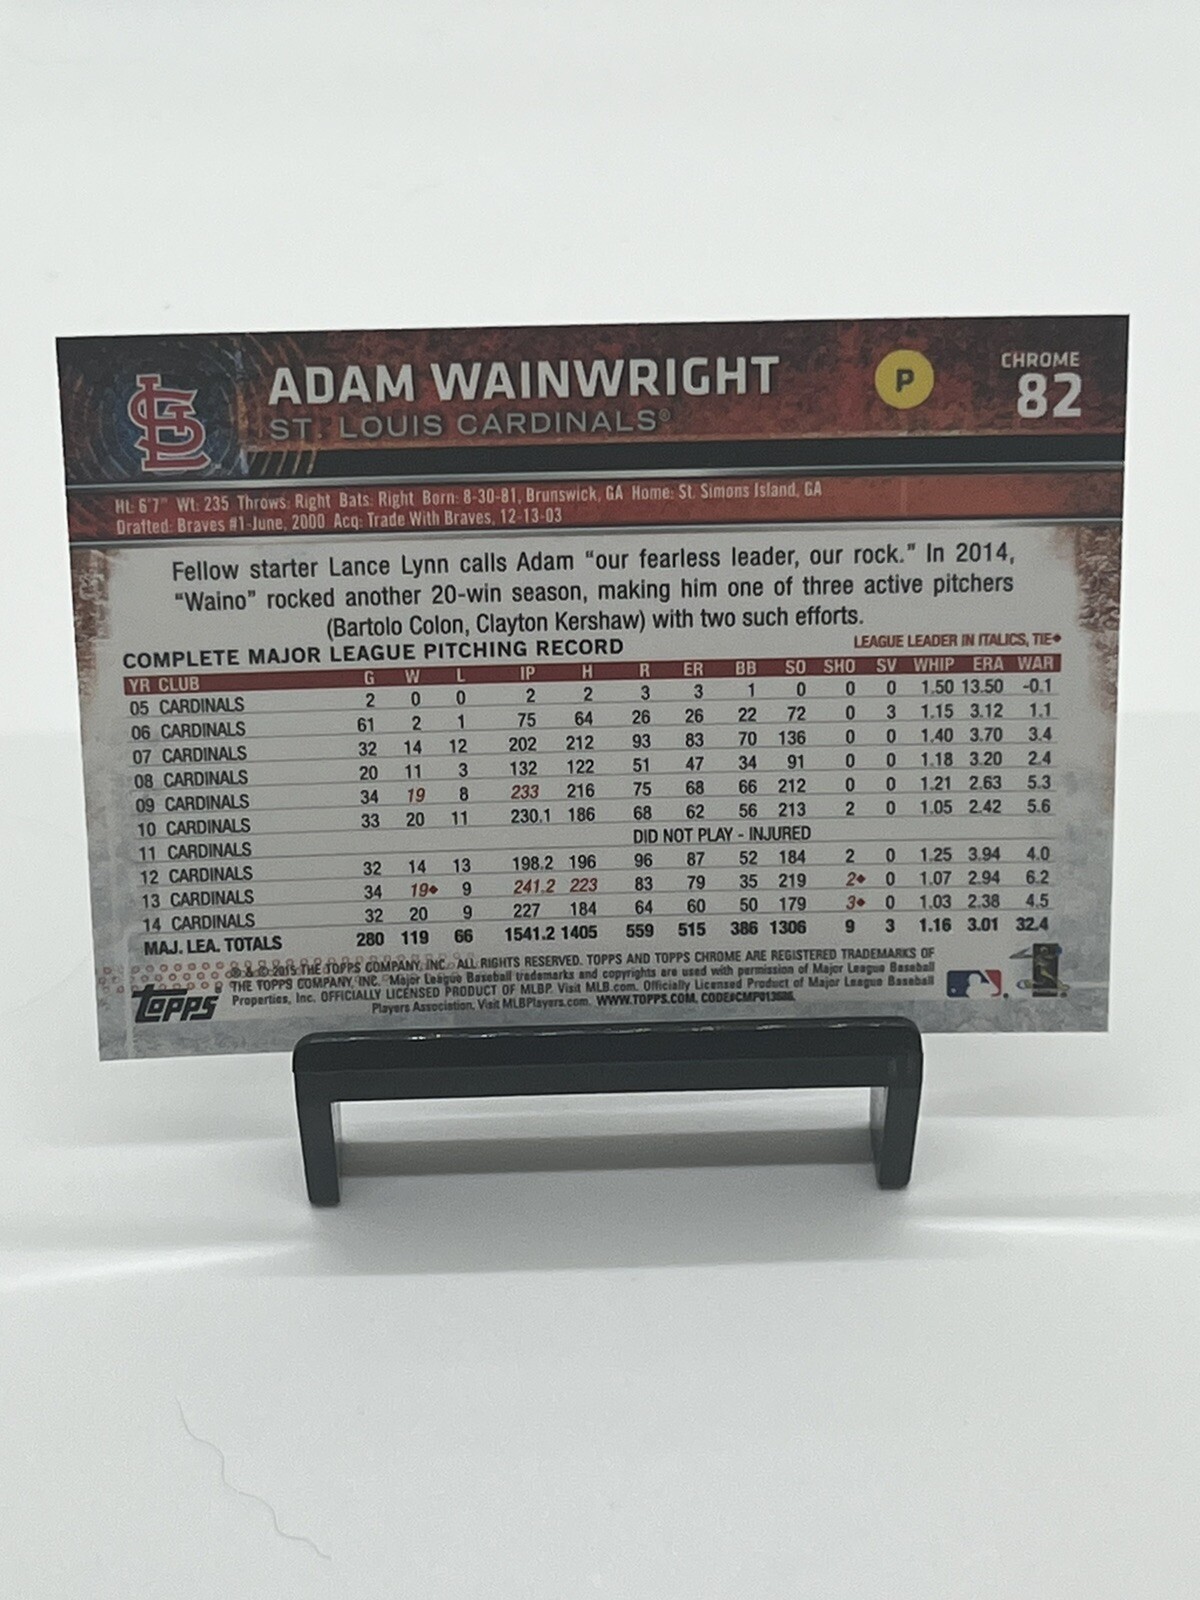 ADAM WAINWRIGHT
ST. LOUIS CARDINALS®
P
CHROME
82
Ht: 6'7" Wt: 235 Throws: Right Bats: Right Born: 8-30-81, Brunswick, GA Home: St. Simons Island, GA
Drafted: Braves #1-June, 2000 Acq: Trade With Braves, 12-13-03
Fellow starter Lance Lynn calls Adam “our fearless leader, our rock.” In 2014,
“Waino” rocked another 20-win season, making him one of three active pitchers
(Bartolo Colon, Clayton Kershaw) with two such efforts.
COMPLETE MAJOR LEAGUE PITCHING RECORD
LEAGUE LEADER IN ITALICS, TIE◆
YR CLUB G W L IP H R ER BB SO SHO SV WHIP ERA WAR
05 CARDINALS 2 0 0 2 2 3 3 1 0 0 0 1.50 13.50 -0.1
06 CARDINALS 61 2 1 75 64 26 26 22 72 0 3 1.15 3.12 1.1
07 CARDINALS 32 14 12 202 212 93 83 70 136 0 0 1.40 3.70 3.4
08 CARDINALS 20 11 3 132 122 51 47 34 91 0 0 1.18 3.20 2.4
09 CARDINALS 34 19 8 233 216 75 68 66 212 0 0 1.21 2.63 5.3
10 CARDINALS 33 20 11 230.1 186 68 62 56 213 2 0 1.05 2.42 5.6
11 CARDINALS DID NOT PLAY - INJURED
12 CARDINALS 32 14 13 198.2 196 96 87 52 184 2 0 1.25 3.94 4.0
13 CARDINALS 34 19◆ 9 241.2 223 83 79 35 219 2◆ 0 1.07 2.94 6.2
14 CARDINALS 32 20 9 227 184 64 60 50 179 3◆ 0 1.03 2.38 4.5
MAJ. LEA. TOTALS 280 119 66 1541.2 1405 559 515 386 1306 9 3 1.16 3.01 32.4
® & © 2015 THE TOPPS COMPANY, INC. ALL RIGHTS RESERVED. TOPPS AND TOPPS CHROME ARE REGISTERED TRADEMARKS OF
THE TOPPS COMPANY, INC. Major League Baseball trademarks and copyrights are used with permission of Major League Baseball
Properties, Inc. OFFICIALLY LICENSED PRODUCT OF MLBP. Visit MLB.com. Officially Licensed Product of Major League Baseball
Players Association. Visit MLBPlayers.com. WWW.TOPPS.COM.
TOPPS